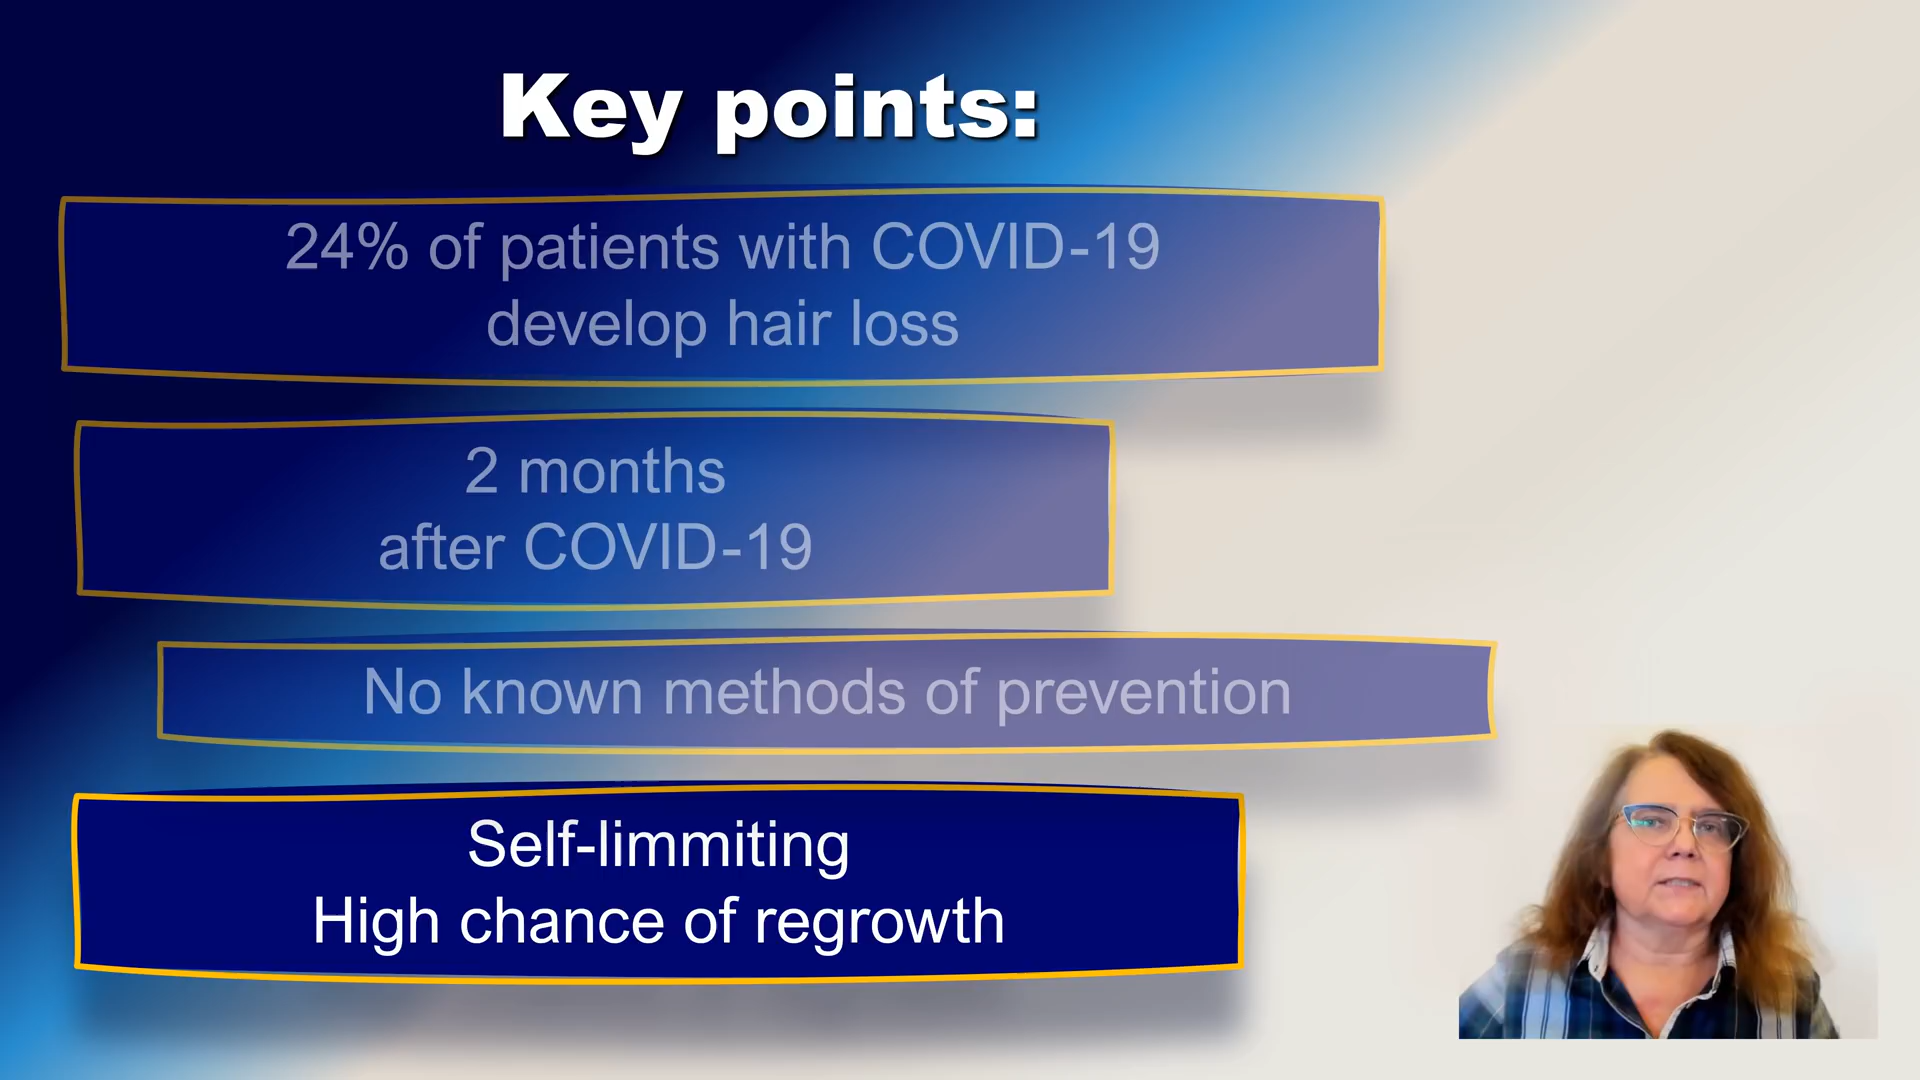 Key points:
24% of patients with COVID-19
develop hair loss
2 months
after COVID-19
No known methods of prevention
Self-limmiting
High chance of regrowth